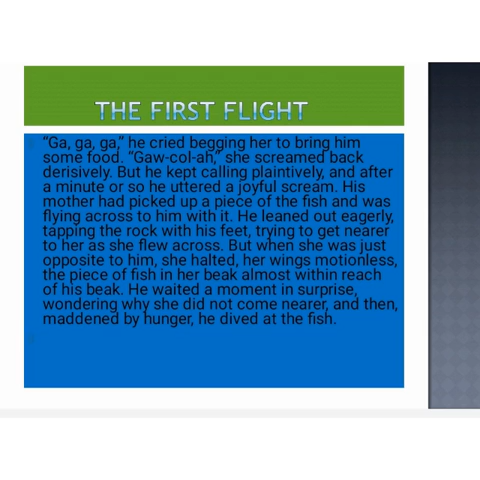 THE FIRST FLIGHT
“Ga, ga, ga,” he cried begging her to bring him
some food. “Gaw-col-ah,” she screamed back
derisively. But he kept calling plaintively, and after
a minute or so he uttered a joyful scream. His
mother had picked up a piece of the fish and was
flying across to him with it. He leaned out eagerly,
tapping the rock with his feet, trying to get nearer
to her as she flew across. But when she was just
opposite to him, she halted, her wings motionless,
the piece of fish in her beak almost within reach
of his beak. He waited a moment in surprise,
wondering why she did not come nearer, and then,
maddened by hunger, he dived at the fish.